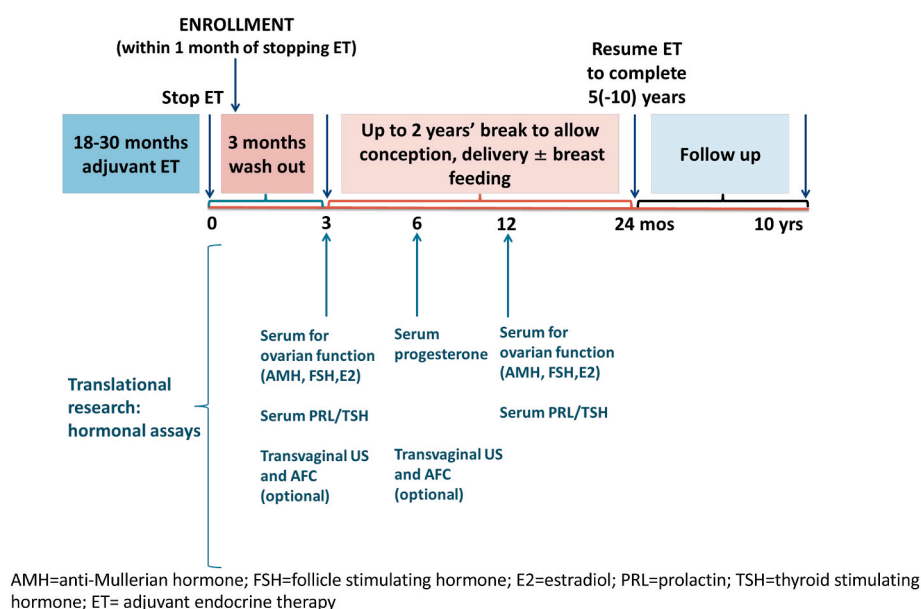 ENROLLMENT
(within 1 month of stopping ET)
Stop ET
Resume ET
to complete
5(-10) years
18-30 months
adjuvant ET
3 months
wash out
Up to 2 years' break to allow
conception, delivery ± breast
feeding
Follow up
0
3
6
12
24 mos
10 yrs
Translational
research:
hormonal assays
Serum for
ovarian function
(AMH, FSH,E2)
Serum PRL/TSH
Transvaginal US
and AFC
(optional)
Serum
progesterone
Transvaginal US
and AFC
(optional)
Serum for
ovarian function
(AMH, FSH,E2)
Serum PRL/TSH
AMH=anti-Mullerian hormone; FSH=follicle stimulating hormone; E2=estradiol; PRL=prolactin; TSH=thyroid stimulating
hormone; ET= adjuvant endocrine therapy